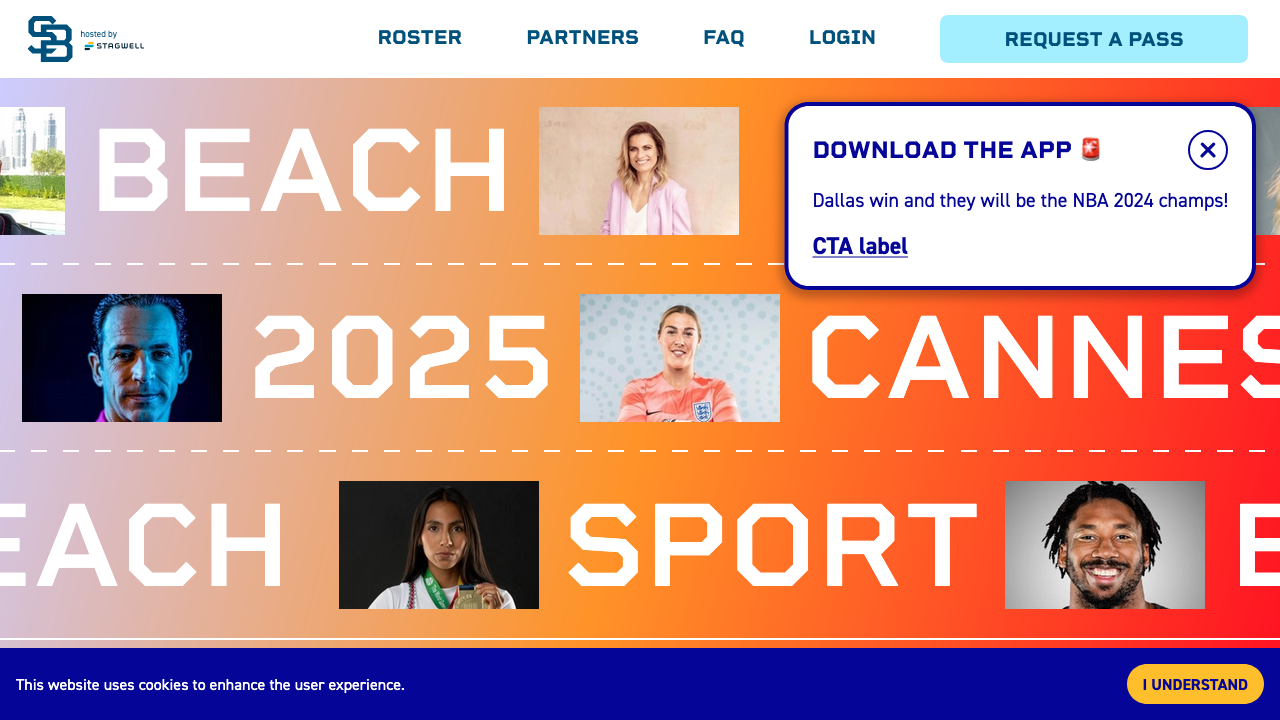 SB
hosted by
STAGWELL
ROSTER
PARTNERS
FAQ
LOGIN
REQUEST A PASS
BEACH
DOWNLOAD THE APP 🚨
Dallas win and they will be the NBA 2024 champs!
CTA label
2025
CANNES
EACH
SPORT
This website uses cookies to enhance the user experience.
I UNDERSTAND